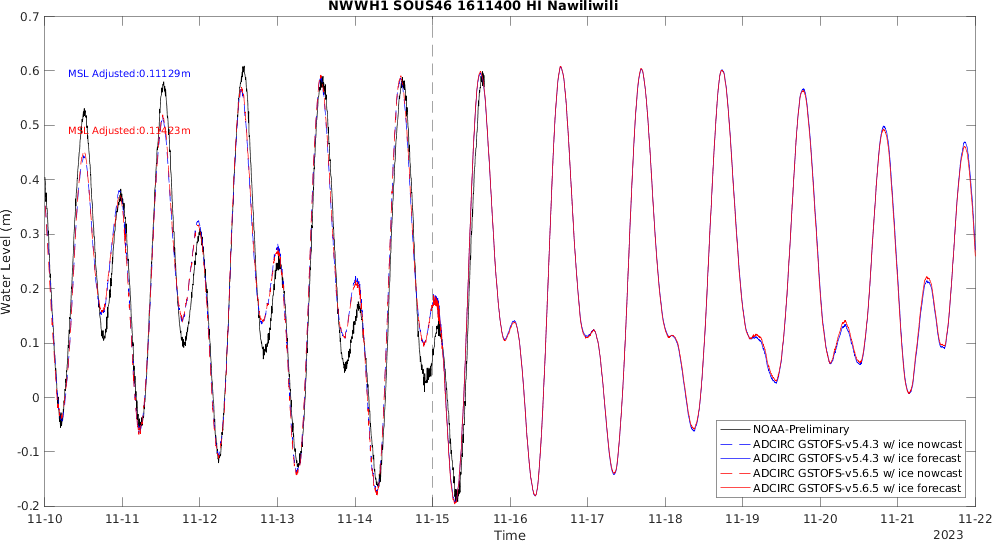 NWWH1 SOUS46 1611400 HI Nawiliwili
0.7
0.6
0.5
0.4
0.3
0.2
0.1
0
-0.1
-0.2
Water Level (m)
MSL Adjusted:0.11129m
MSL Adjusted:0.11423m
NOAA-Preliminary
ADCIRC GSTOFS-v5.4.3 w/ ice nowcast
ADCIRC GSTOFS-v5.4.3 w/ ice forecast
ADCIRC GSTOFS-v5.6.5 w/ ice nowcast
ADCIRC GSTOFS-v5.6.5 w/ ice forecast
11-10 11-11 11-12 11-13 11-14 11-15 11-16 11-17 11-18 11-19 11-20 11-21 11-22
Time
2023